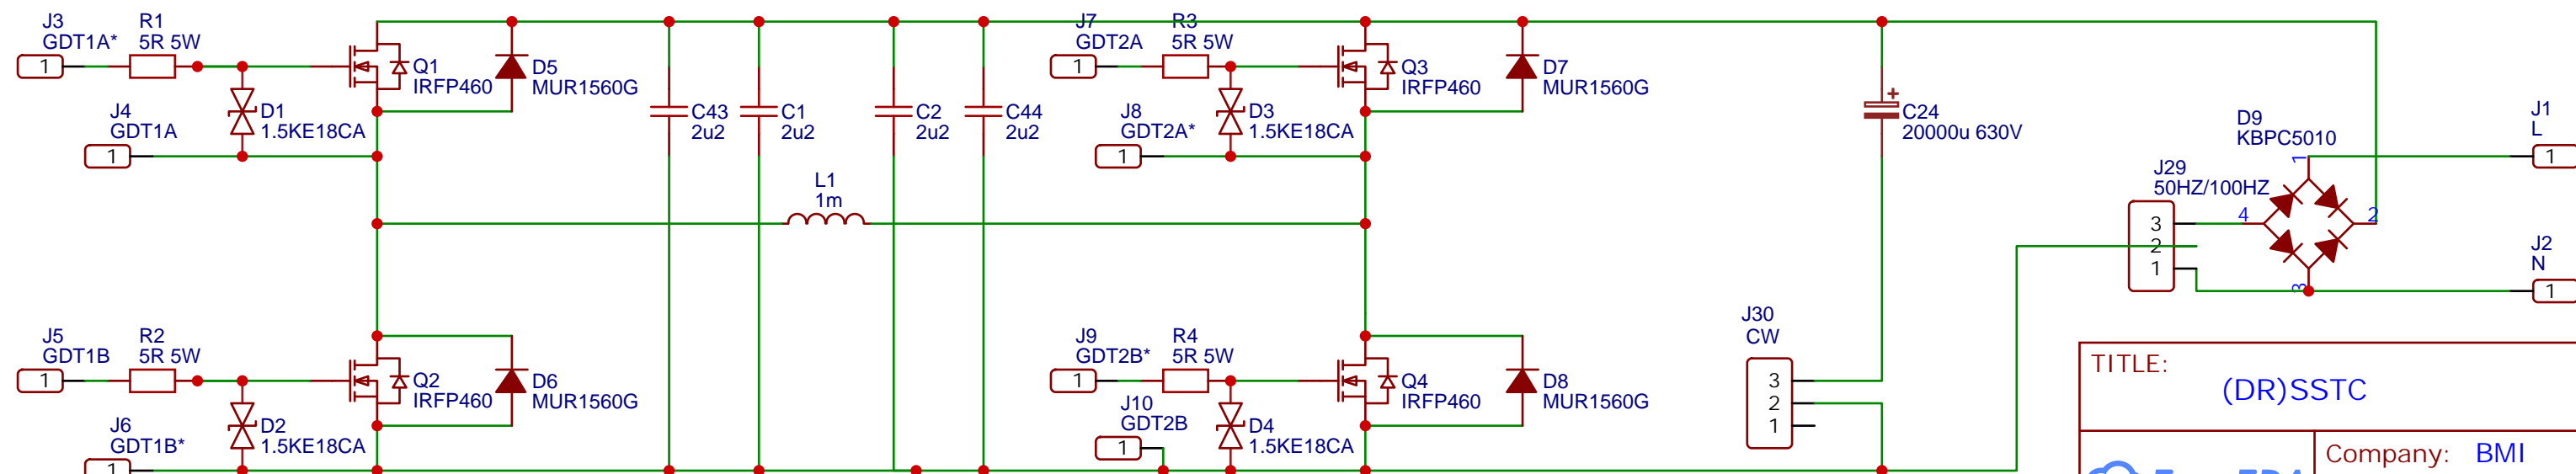 J3
GDT1A*
1
R1
5R 5W
Q1
IRFP460
D5
MUR1560G
J4
GDT1A
1
D1
1.5KE18CA
C43
2u2
C1
2u2
C2
2u2
C44
2u2
L1
1m
J7
GDT2A
1
R3
5R 5W
Q3
IRFP460
D7
MUR1560G
J8
GDT2A*
1
D3
1.5KE18CA
C24
20000u 630V
D9
KBPC5010
1
2
3
4
J29
50HZ/100HZ
3
2
1
J1
L
1
J2
N
1
J5
GDT1B
1
R2
5R 5W
Q2
IRFP460
D6
MUR1560G
J6
GDT1B*
1
D2
1.5KE18CA
J9
GDT2B*
1
R4
5R 5W
Q4
IRFP460
D8
MUR1560G
J10
GDT2B
1
D4
1.5KE18CA
J30
CW
3
2
1
TITLE:
(DR)SSTC
Company: BMI